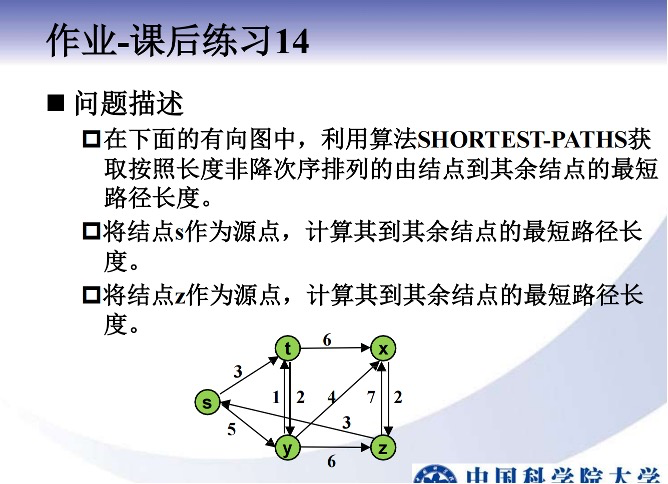 作业-课后练习14
问题描述
在下面的有向图中，利用算法SHORTEST-PATHS获
取按照长度非降次序排列的由结点到其余结点的最短
路径长度。
将结点s作为源点，计算其到其余结点的最短路径长
度。
将结点z作为源点，计算其到其余结点的最短路径长
度。
t 6 x
3
s 1 2 4 7 2
3
5
y z
6
中国科学院大学